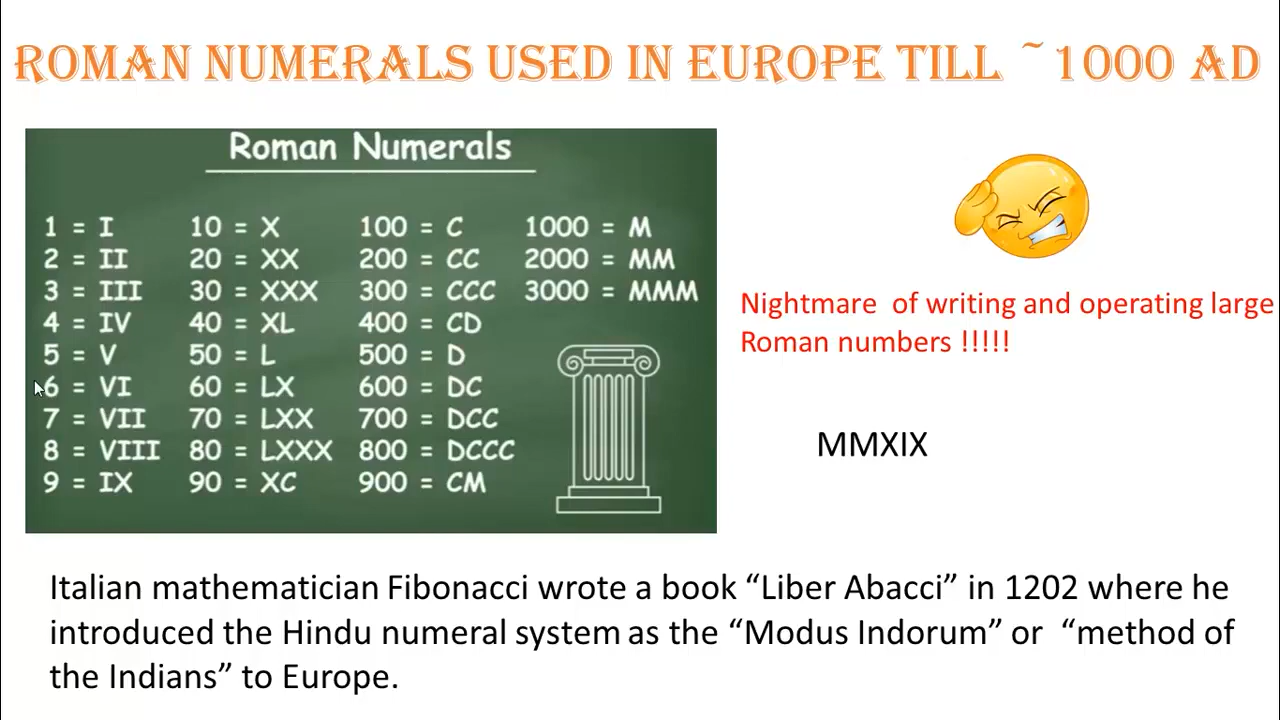 ROMAN NUMERALS USED IN EUROPE TILL ~1000 AD
Roman Numerals
1 = I 10 = X 100 = C 1000 = M
2 = II 20 = XX 200 = CC 2000 = MM
3 = III 30 = XXX 300 = CCC 3000 = MMM
4 = IV 40 = XL 400 = CD
5 = V 50 = L 500 = D
6 = VI 60 = LX 600 = DC
7 = VII 70 = LXX 700 = DCC
8 = VIII 80 = LXXX 800 = DCCC
9 = IX 90 = XC 900 = CM
Nightmare of writing and operating large
Roman numbers !!!!!
MMXIX
Italian mathematician Fibonacci wrote a book “Liber Abacci” in 1202 where he
introduced the Hindu numeral system as the “Modus Indorum” or “method of
the Indians” to Europe.